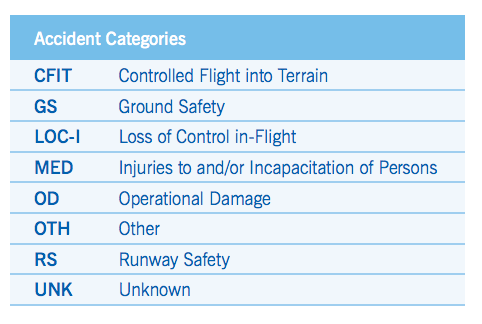 Accident Categories
CFIT Controlled Flight into Terrain
GS Ground Safety
LOC-I Loss of Control in-Flight
MED Injuries to and/or Incapacitation of Persons
OD Operational Damage
OTH Other
RS Runway Safety
UNK Unknown